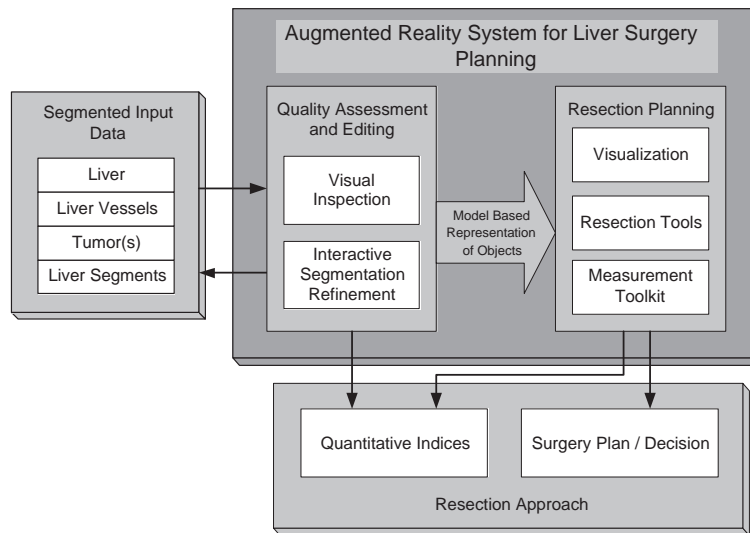 Augmented Reality System for Liver Surgery
Planning
Segmented Input
Data
Liver
Liver Vessels
Tumor(s)
Liver Segments
Quality Assessment
and Editing
Visual
Inspection
Interactive
Segmentation
Refinement
Model Based
Representation
of Objects
Resection Planning
Visualization
Resection Tools
Measurement
Toolkit
Quantitative Indices
Surgery Plan / Decision
Resection Approach